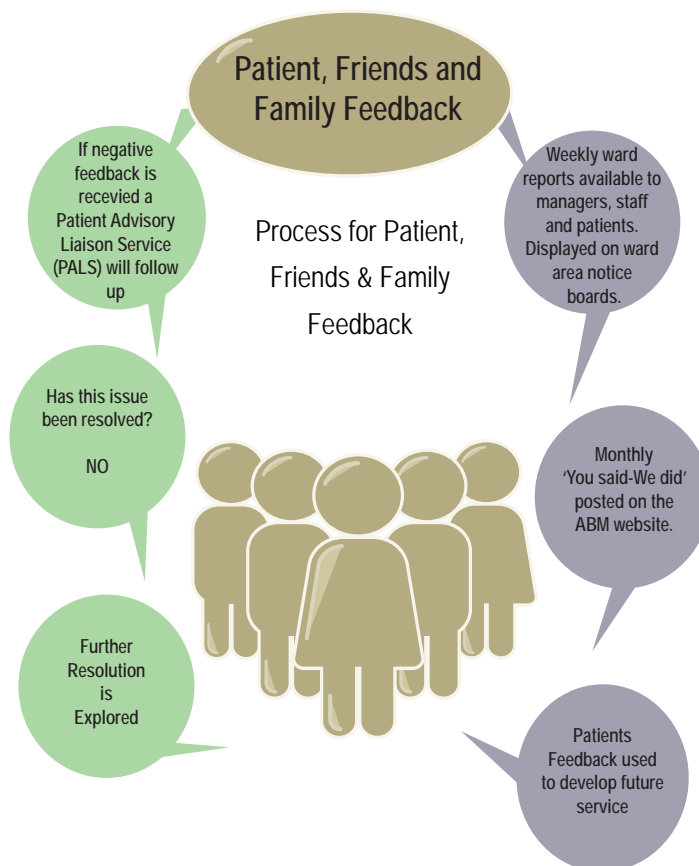 Patient, Friends and
Family Feedback
If negative
feedback is
recevied a
Patient Advisory
Liaison Service
(PALS) will follow
up
Weekly ward
reports available to
managers, staff
and patients.
Displayed on ward
area notice
boards.
Process for Patient,
Friends & Family
Feedback
Has this issue
been resolved?
NO
Monthly
'You said-We did'
posted on the
ABM website.
Further
Resolution
is
Explored
Patients
Feedback used
to develop future
service